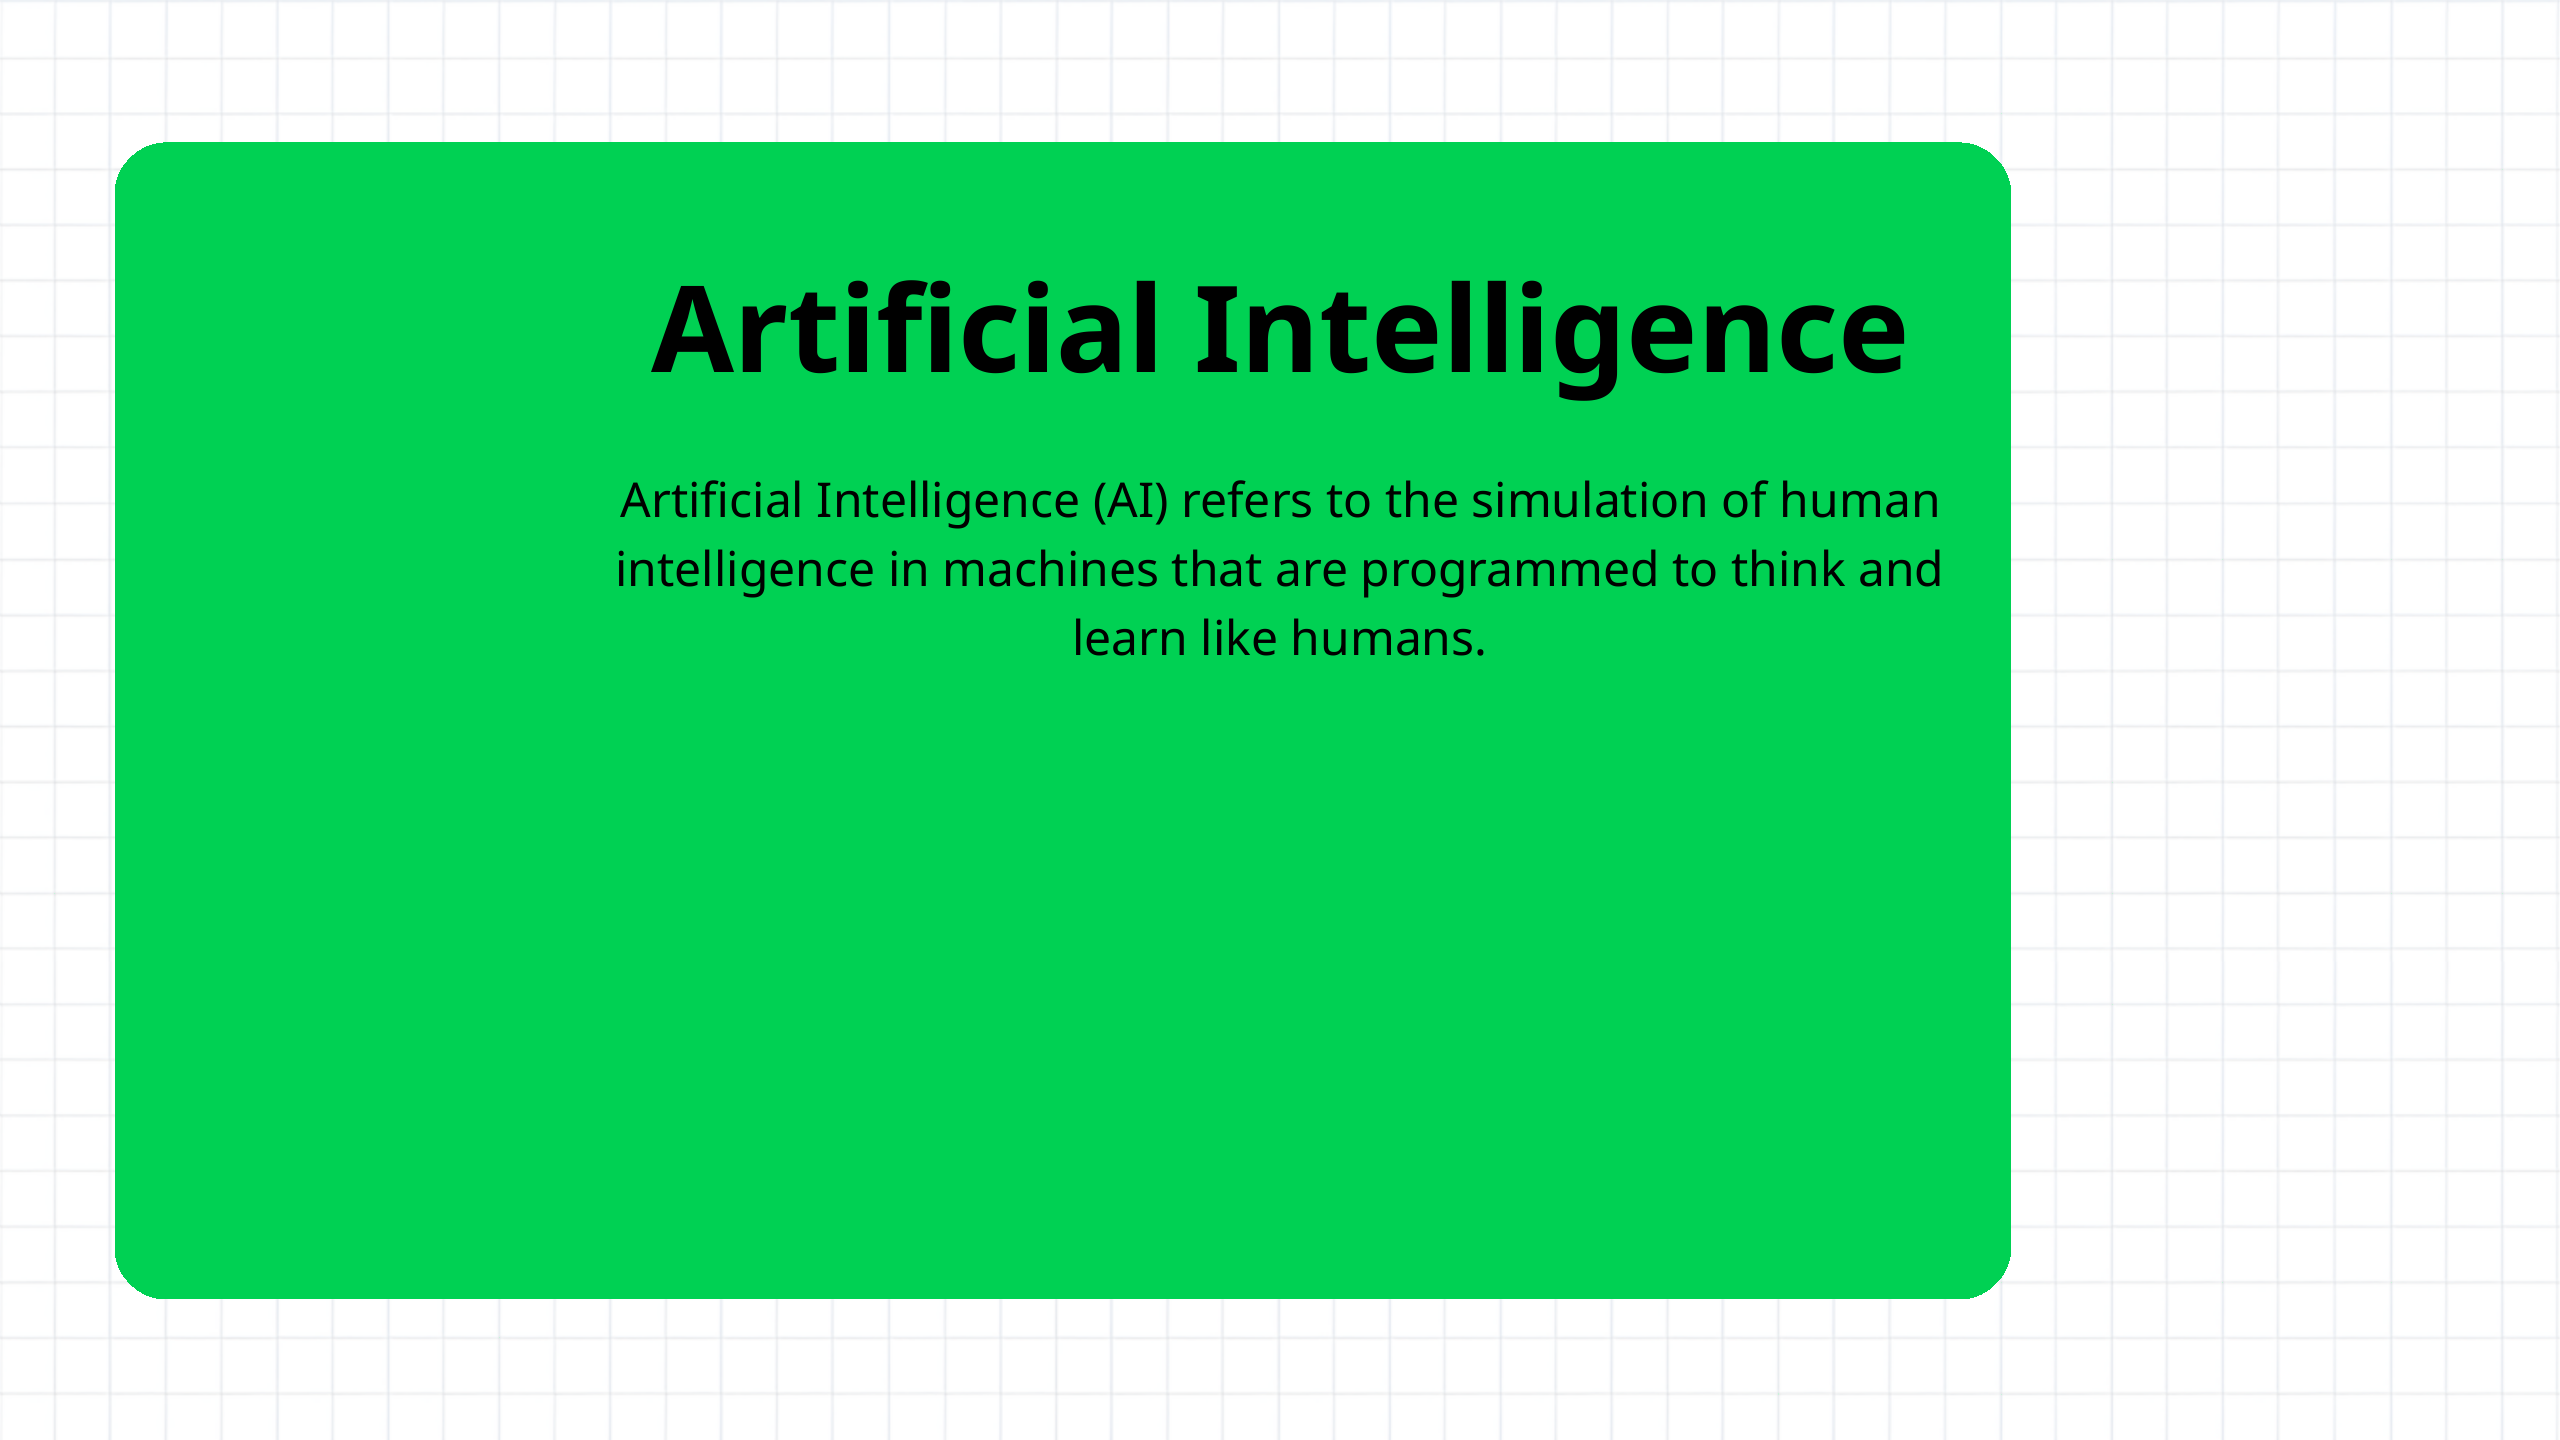 Artificial Intelligence
Artificial Intelligence (AI) refers to the simulation of human
intelligence in machines that are programmed to think and
learn like humans.